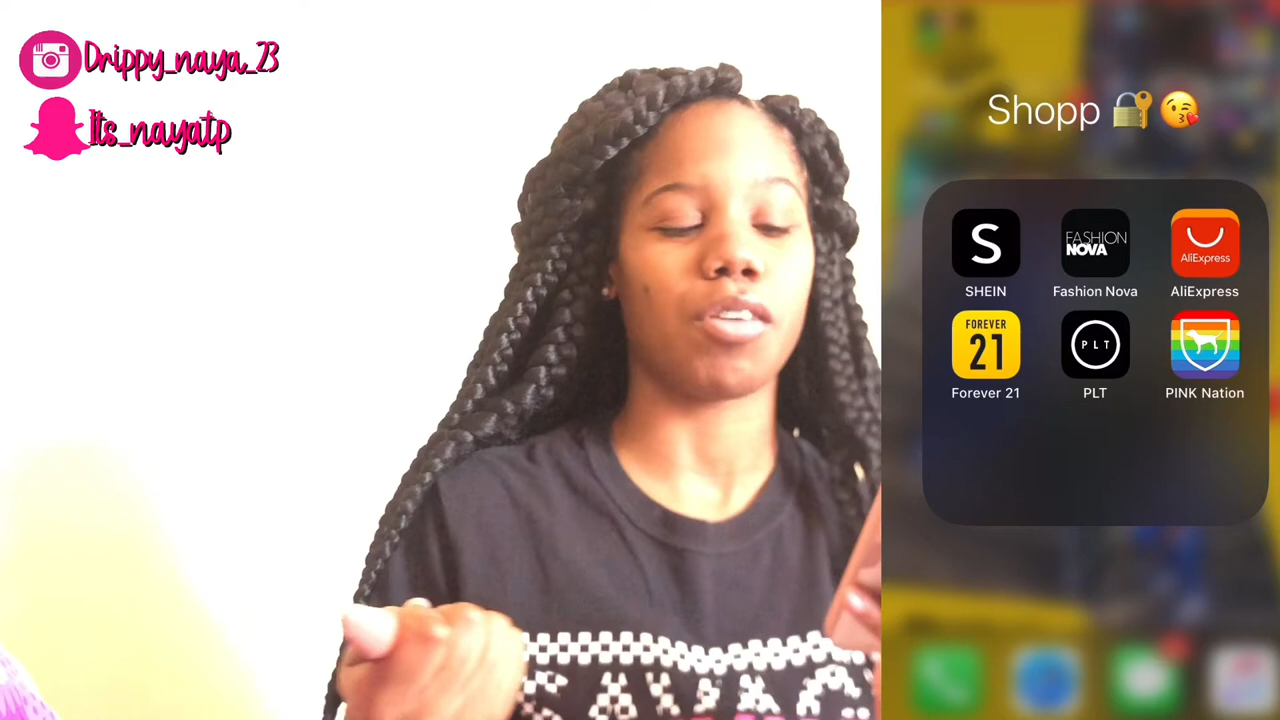 Drippy_naya_23
Its_nayatp
Shopp 🔐😘
S
FASHION
NOVA
AliExpress
SHEIN
Fashion Nova
AliExpress
FOREVER
21
PLT
Forever 21
PLT
PINK Nation